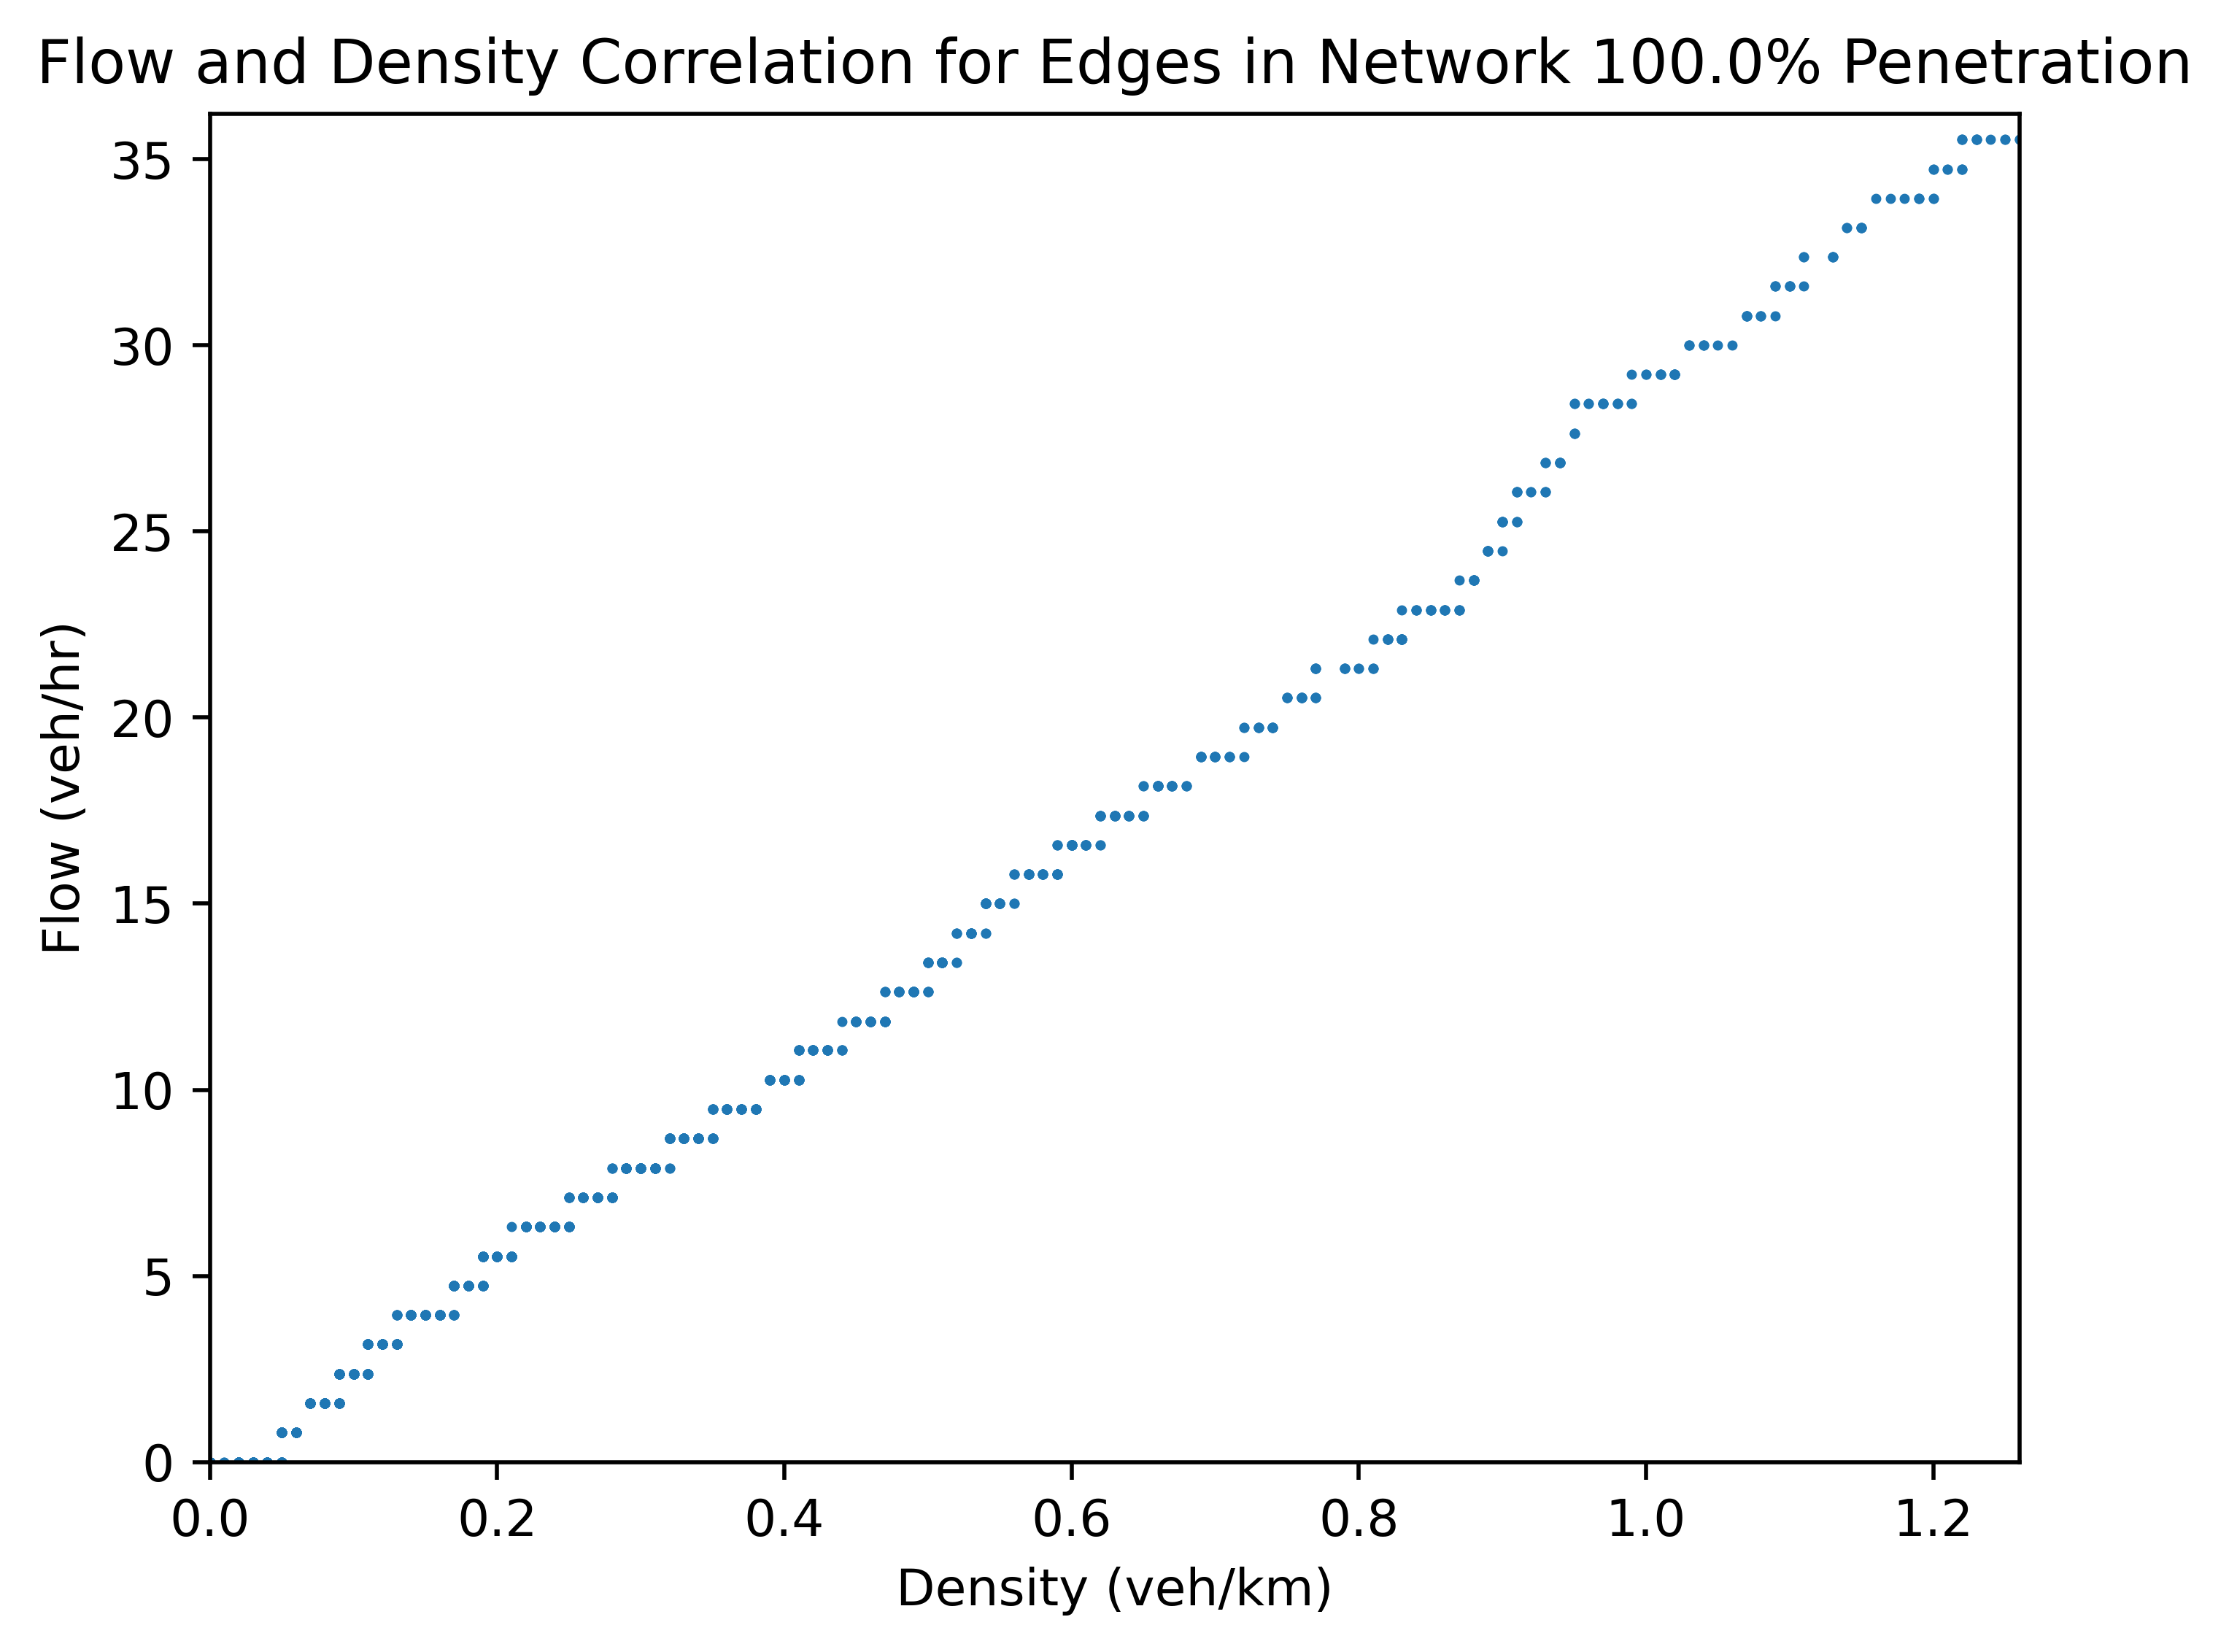 Flow and Density Correlation for Edges in Network 100.0% Penetration
35
30
25
20
15
10
5
0
Flow (veh/hr)
0.0 0.2 0.4 0.6 0.8 1.0 1.2
Density (veh/km)